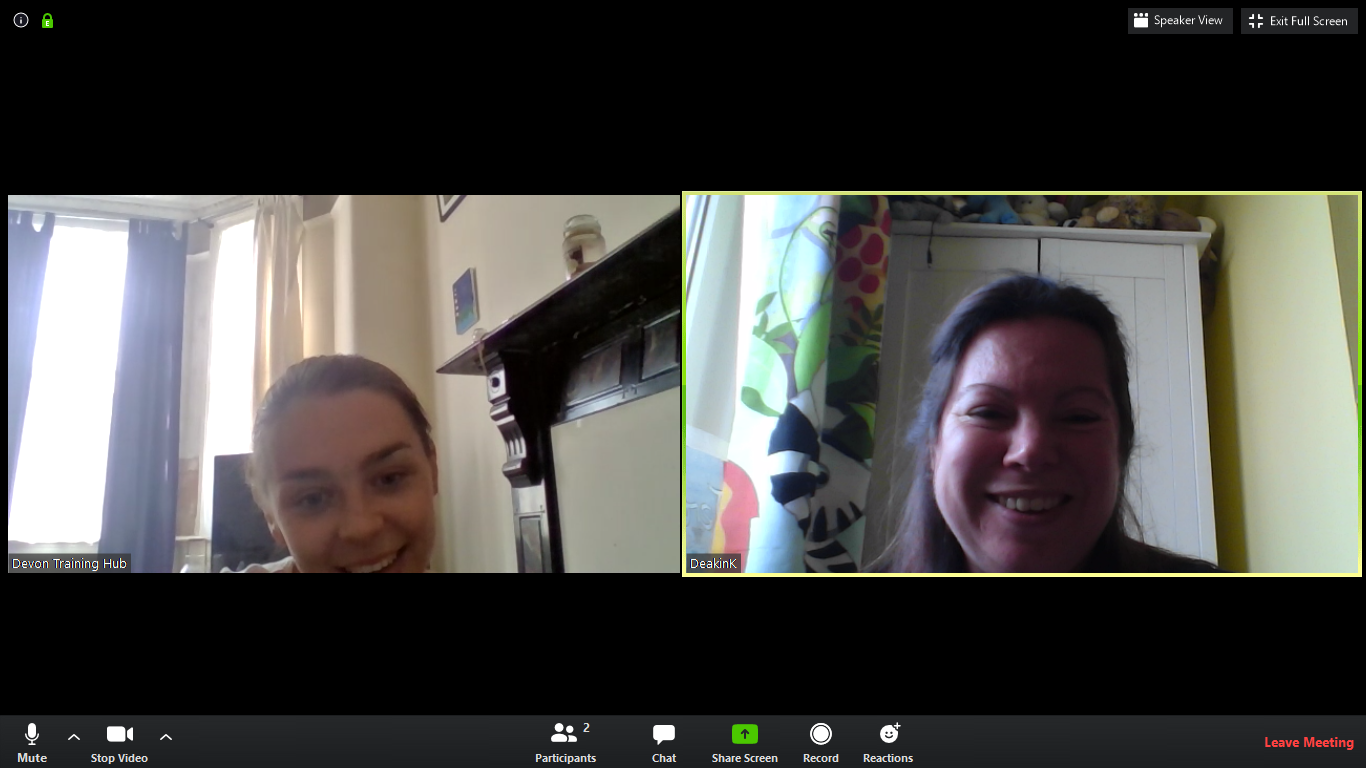 Speaker View
Exit Full Screen
Devon Training Hub
DeakinK
2
Mute
Stop Video
Participants
Chat
Share Screen
Record
Reactions
Leave Meeting